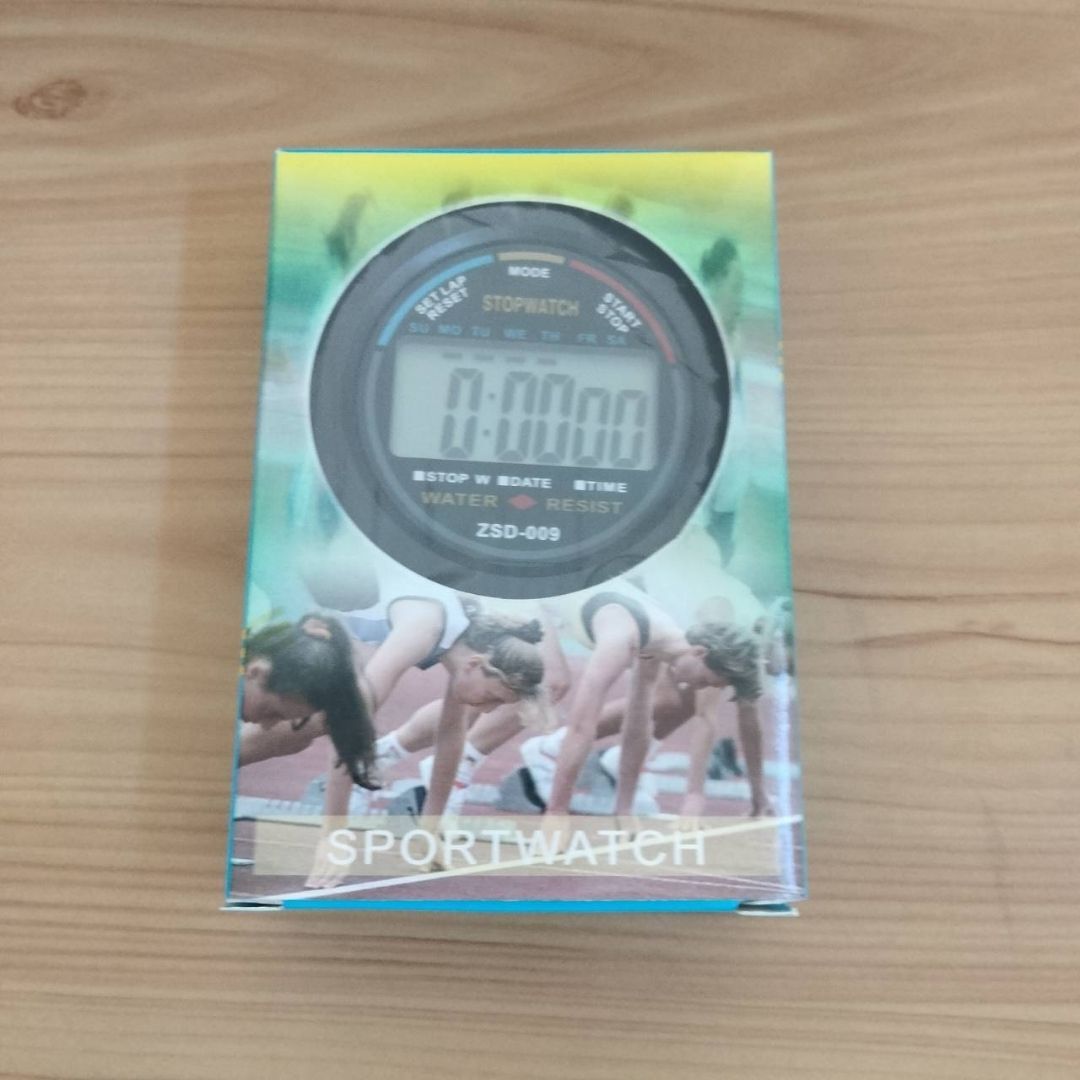 MODE
SET LAP
RESET
STOPWATCH
START
STOP
SU MO TU WE TH FR SA
0:0000
STOP W DATE TIME
WATER RESIST
ZSD-009
SPORTWATCH